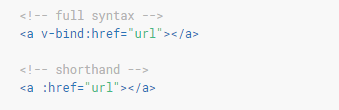 <!-- full syntax -->
<a v-bind:href="url"></a>
<!-- shorthand -->
<a :href="url"></a>